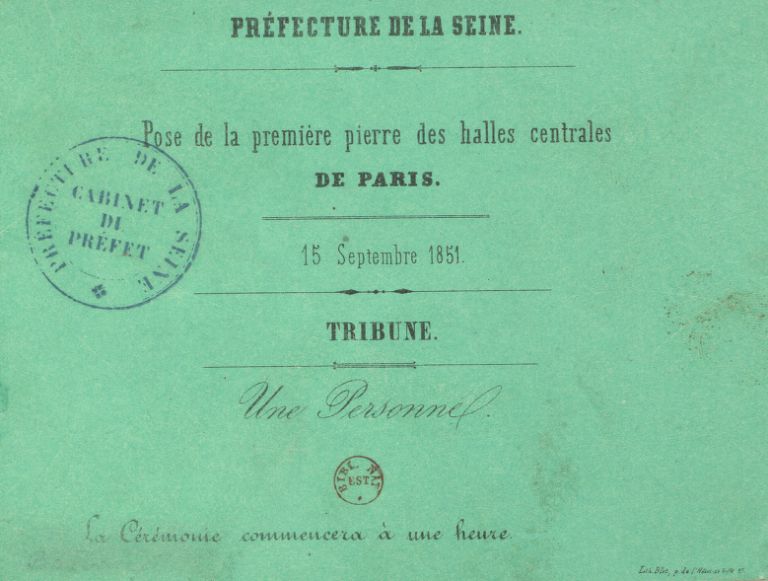 PRÉFECTURE DE LA SEINE.
Pose de la première pierre des halles centrales
DE PARIS.
PRÉFECTURE DE LA SEINE
CABINET
DU
PRÉFET
15 Septembre 1851.
TRIBUNE.
Une Personne.
BIBL. NAT.
EST.
La Cérémonie commencera à une heure.
Lith.